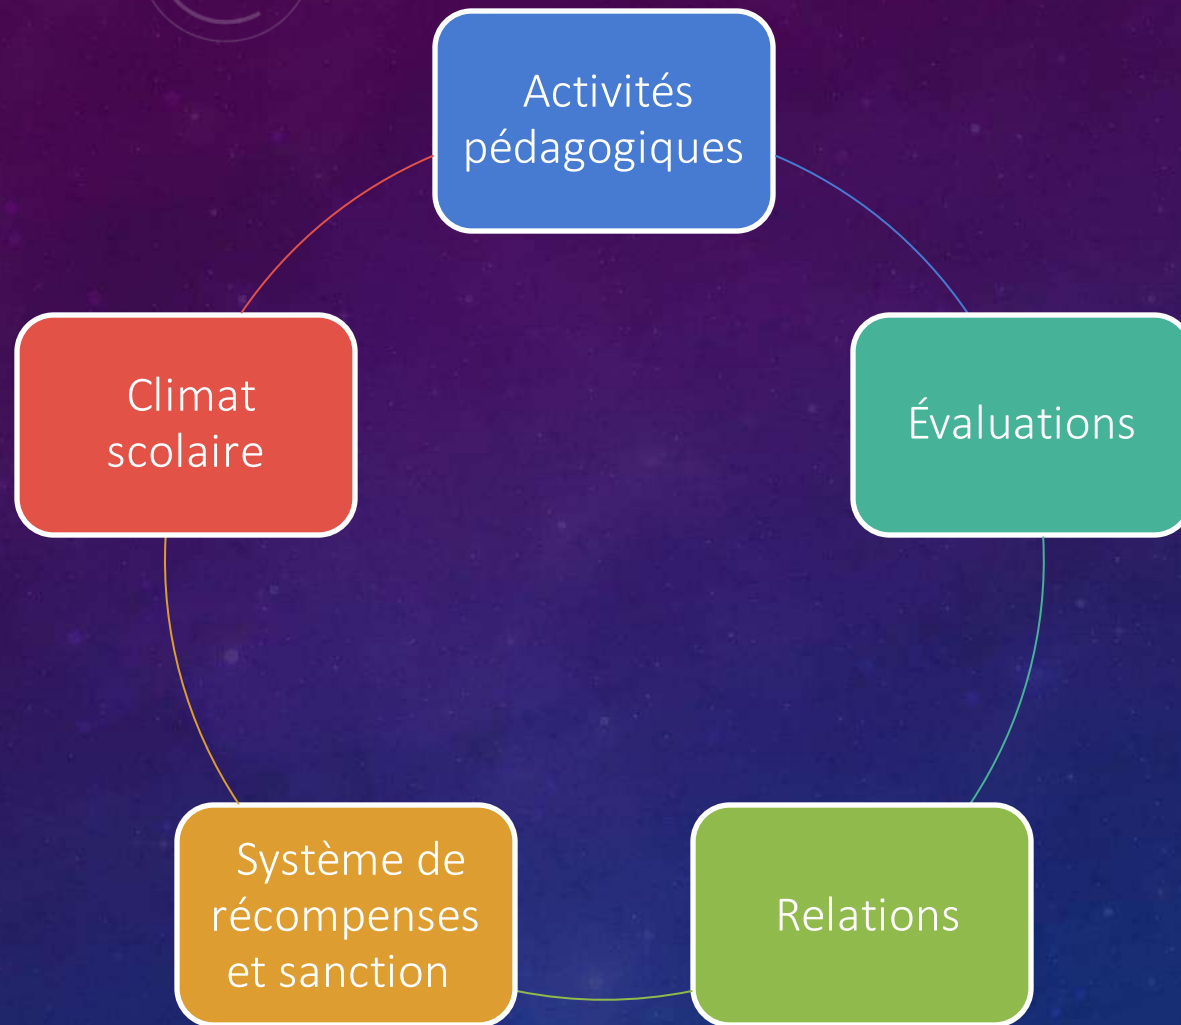 Activités
pédagogiques
Évaluations
Relations
Système de
récompenses
et sanction
Climat
scolaire